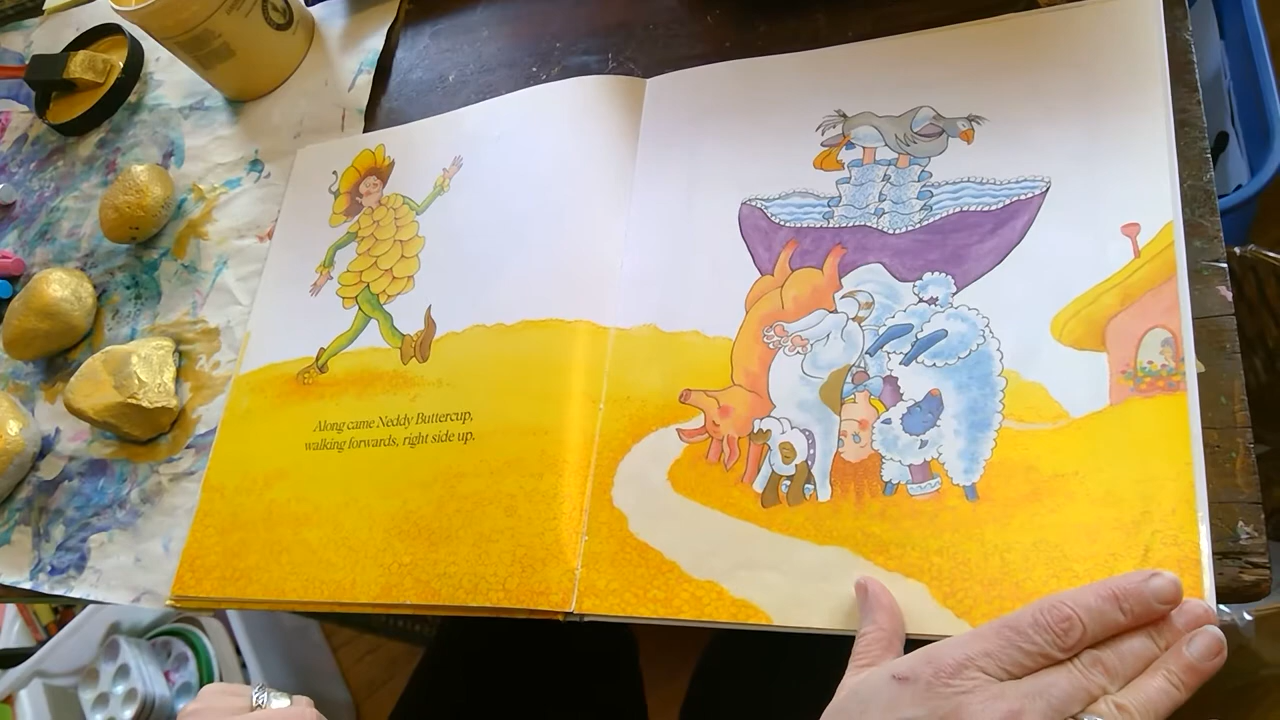 Along came Neddy Buttercup,
walking forwards, right side up.